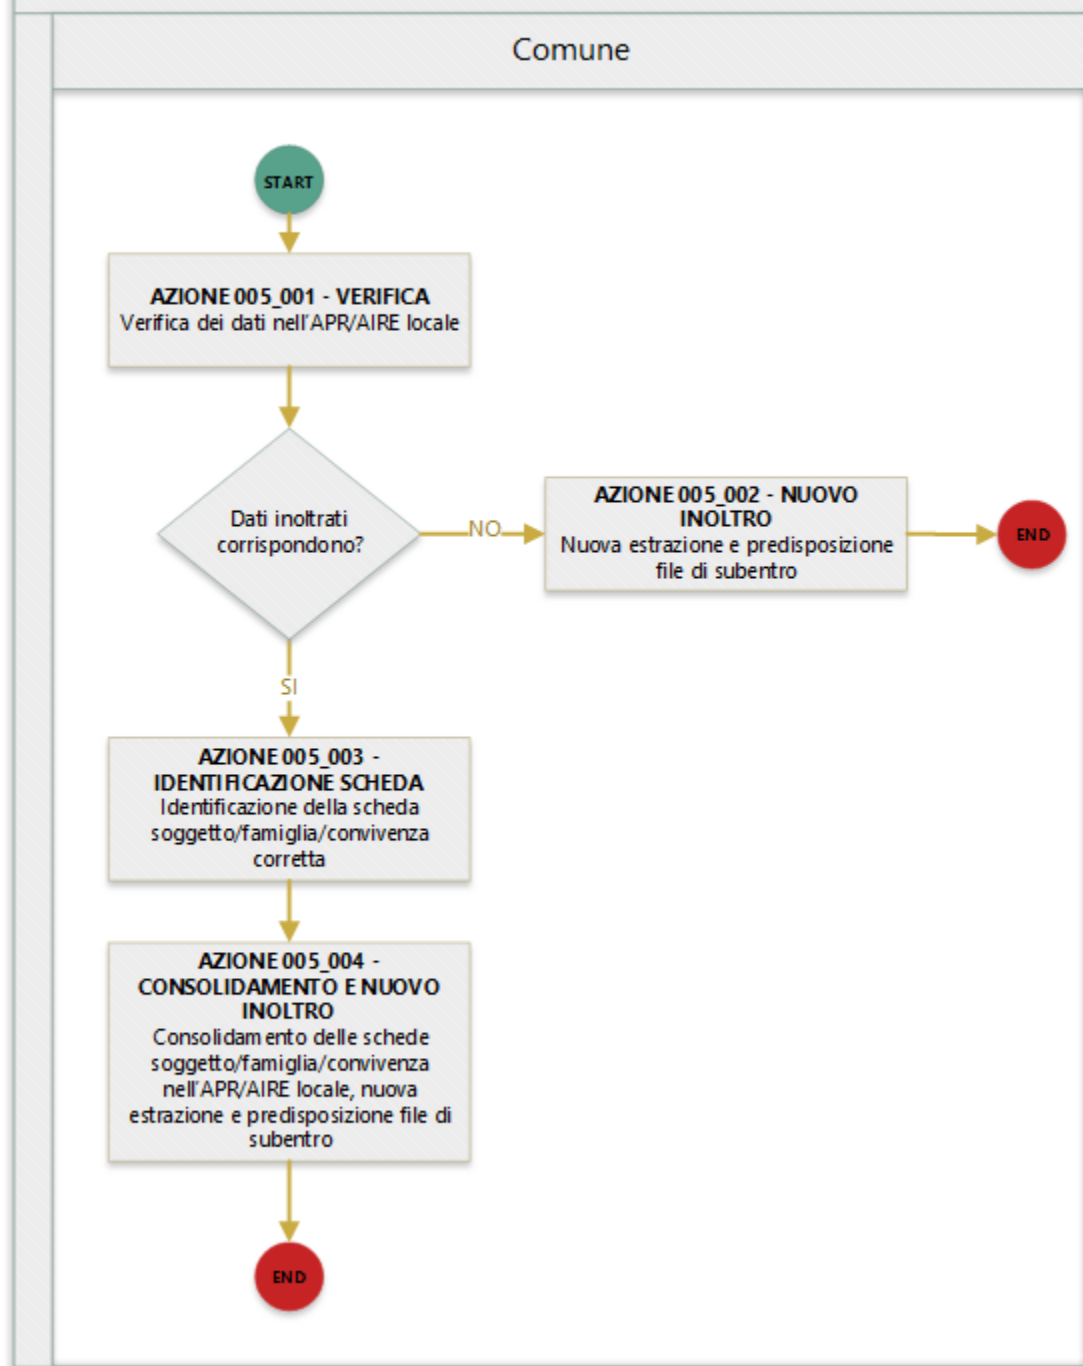 Comune
START
AZIONE 005_001 - VERIFICA
Verifica dei dati nell'APR/AIRE locale
Dati inoltrati
corrispondono?
NO
AZIONE 005_002 - NUOVO
INOLTRO
Nuova estrazione e predisposizione
file di subentro
END
SI
AZIONE 005_003 -
IDENTIFICAZIONE SCHEDA
Identificazione della scheda
soggetto/famiglia/convivenza
corretta
AZIONE 005_004 -
CONSOLIDAMENTO E NUOVO
INOLTRO
Consolidamento delle schede
soggetto/famiglia/convivenza
nell'APR/AIRE locale, nuova
estrazione e predisposizione file di
subentro
END